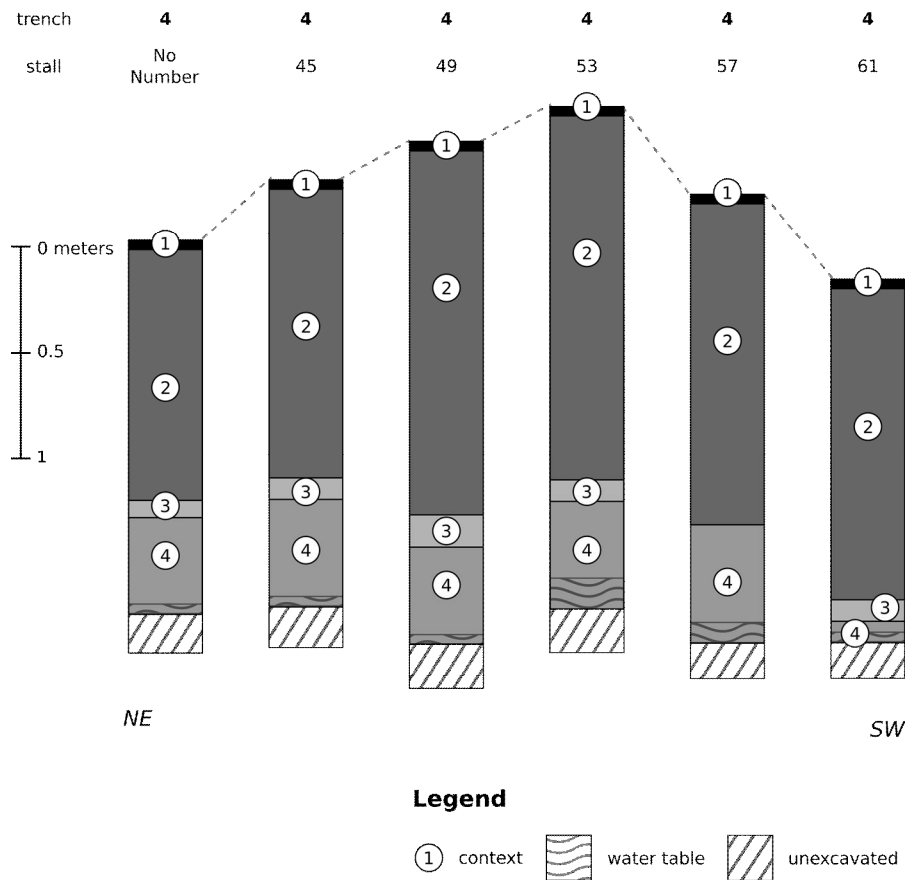 trench 4 4 4 4 4 4
stall No Number 45 49 53 57 61
1 1 1 1 1 1
0 meters
0.5
1
2 2 2 2 2 2
3 3 3 3 3
4 4 4 4 4 4
NE
SW
Legend
1 context water table unexcavated